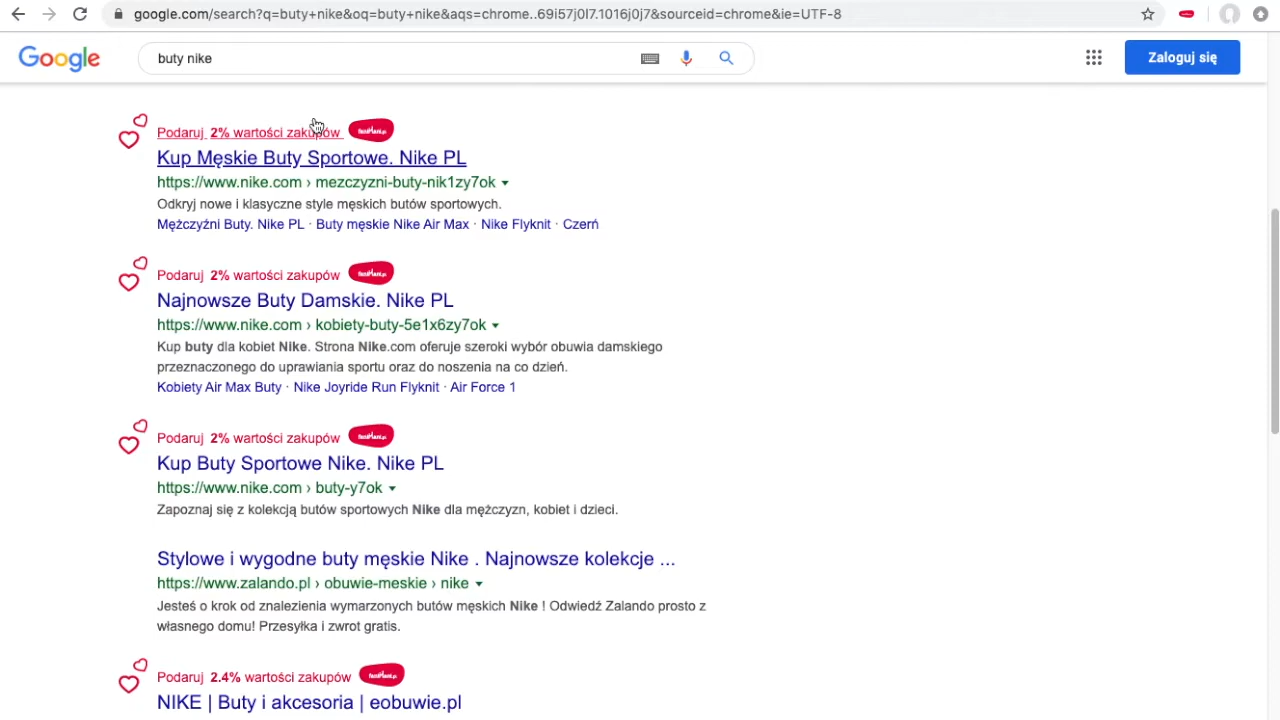 google.com/search?q=buty+nike&oq=buty+nike&aqs=chrome..69i57j0l7.1016j0j7&sourceid=chrome&ie=UTF-8
Google
buty nike
Zaloguj się
Podaruj 2% wartości zakupów
Kup Męskie Buty Sportowe. Nike PL
https://www.nike.com › mezczyzni-buty-nik1zy7ok
Odkryj nowe i klasyczne style męskich butów sportowych.
Mężczyźni Buty. Nike PL · Buty męskie Nike Air Max · Nike Flyknit · Czerń
Podaruj 2% wartości zakupów
Najnowsze Buty Damskie. Nike PL
https://www.nike.com › kobiety-buty-5e1x6zy7ok
Kup buty dla kobiet Nike. Strona Nike.com oferuje szeroki wybór obuwia damskiego
przeznaczonego do uprawiania sportu oraz do noszenia na co dzień.
Kobiety Air Max Buty · Nike Joyride Run Flyknit · Air Force 1
Podaruj 2% wartości zakupów
Kup Buty Sportowe Nike. Nike PL
https://www.nike.com › buty-y7ok
Zapoznaj się z kolekcją butów sportowych Nike dla mężczyzn, kobiet i dzieci.
Stylowe i wygodne buty męskie Nike . Najnowsze kolekcje ...
https://www.zalando.pl › obuwie-meskie › nike
Jesteś o krok od znalezienia wymarzonych butów męskich Nike ! Odwiedź Zalando prosto z
własnego domu! Przesyłka i zwrot gratis.
Podaruj 2.4% wartości zakupów
NIKE | Buty i akcesoria | eobuwie.pl